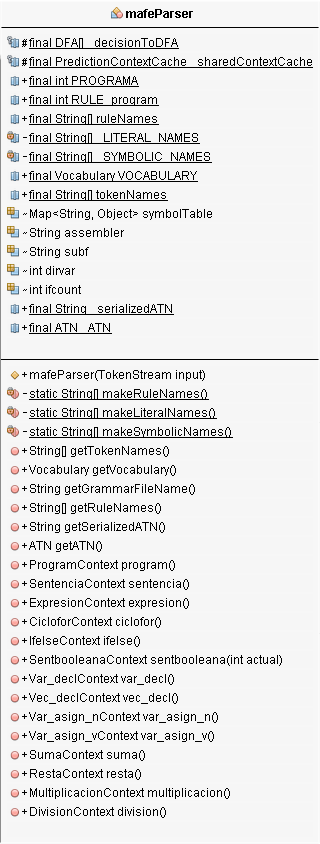 mafeParser
#final DFA[] _decisionToDFA
#final PredictionContextCache _sharedContextCache
+final int PROGRAMA
+final int RULE_program
+final String[] ruleNames
-final String[] _LITERAL_NAMES
-final String[] _SYMBOLIC_NAMES
+final Vocabulary VOCABULARY
+final String[] tokenNames
~Map<String, Object> symbolTable
~String assembler
~String subf
~int dirvar
~int ifcount
+final String _serializedATN
+final ATN _ATN
+mafeParser(TokenStream input)
-static String[] makeRuleNames()
-static String[] makeLiteralNames()
-static String[] makeSymbolicNames()
+String[] getTokenNames()
+Vocabulary getVocabulary()
+String getGrammarFileName()
+String[] getRuleNames()
+String getSerializedATN()
+ATN getATN()
+ProgramContext program()
+SentenciaContext sentencia()
+ExpresionContext expresion()
+CicloforContext ciclofor()
+IfelseContext ifelse()
+SentbooleanaContext sentbooleana(int actual)
+Var_declContext var_decl()
+Vec_declContext vec_decl()
+Var_asign_nContext var_asign_n()
+Var_asign_vContext var_asign_v()
+SumaContext suma()
+RestaContext resta()
+MultiplicacionContext multiplicacion()
+DivisionContext division()